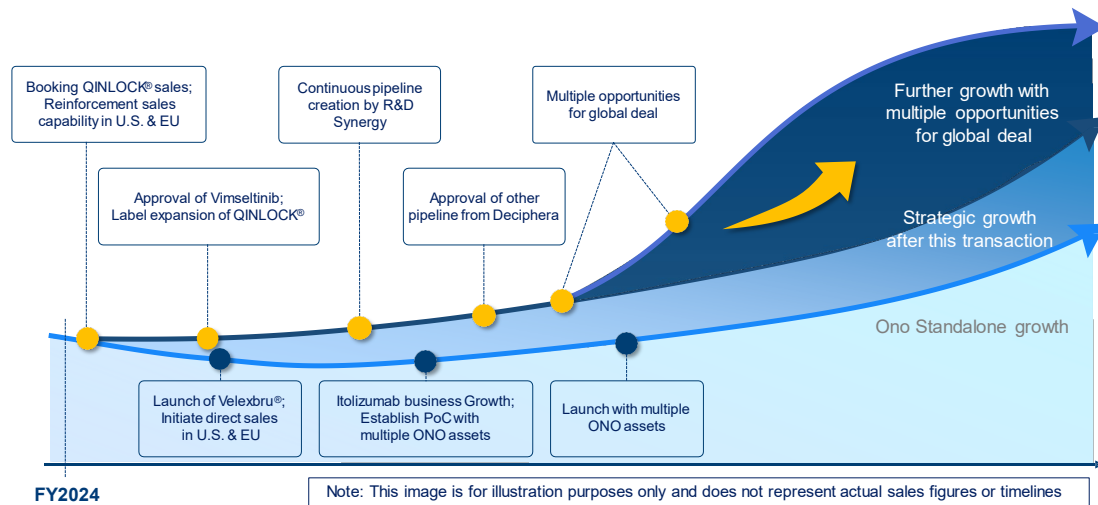 Booking QINLOCK® sales;
Reinforcement sales
capability in U.S. & EU
Continuous pipeline
creation by R&D
Synergy
Multiple opportunities
for global deal
Further growth with
multiple opportunities
for global deal
Approval of Vimseltinib;
Label expansion of QINLOCK®
Approval of other
pipeline from Deciphera
Strategic growth
after this transaction
Ono Standalone growth
Launch of Velexbru®;
Initiate direct sales
in U.S. & EU
Itolizumab business Growth;
Establish PoC with
multiple ONO assets
Launch with multiple
ONO assets
FY2024
Note: This image is for illustration purposes only and does not represent actual sales figures or timelines